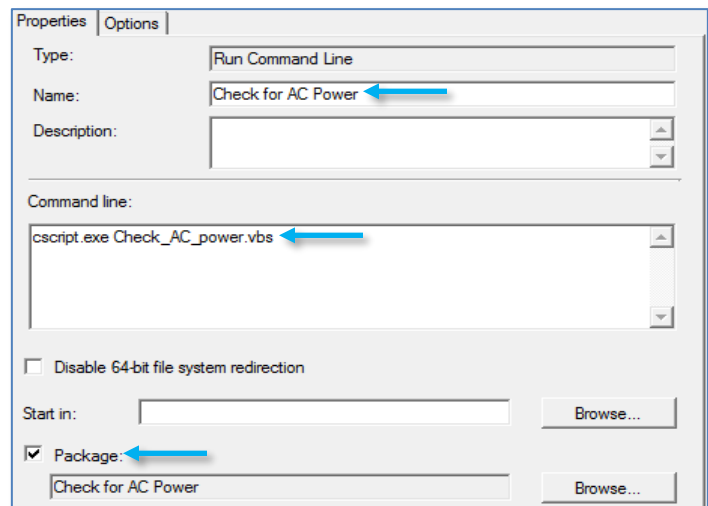 Properties Options
Type: Run Command Line
Name: Check for AC Power
Description:
Command line:
cscript.exe Check_AC_power.vbs
Disable 64-bit file system redirection
Start in: Browse...
Package:
Check for AC Power Browse...